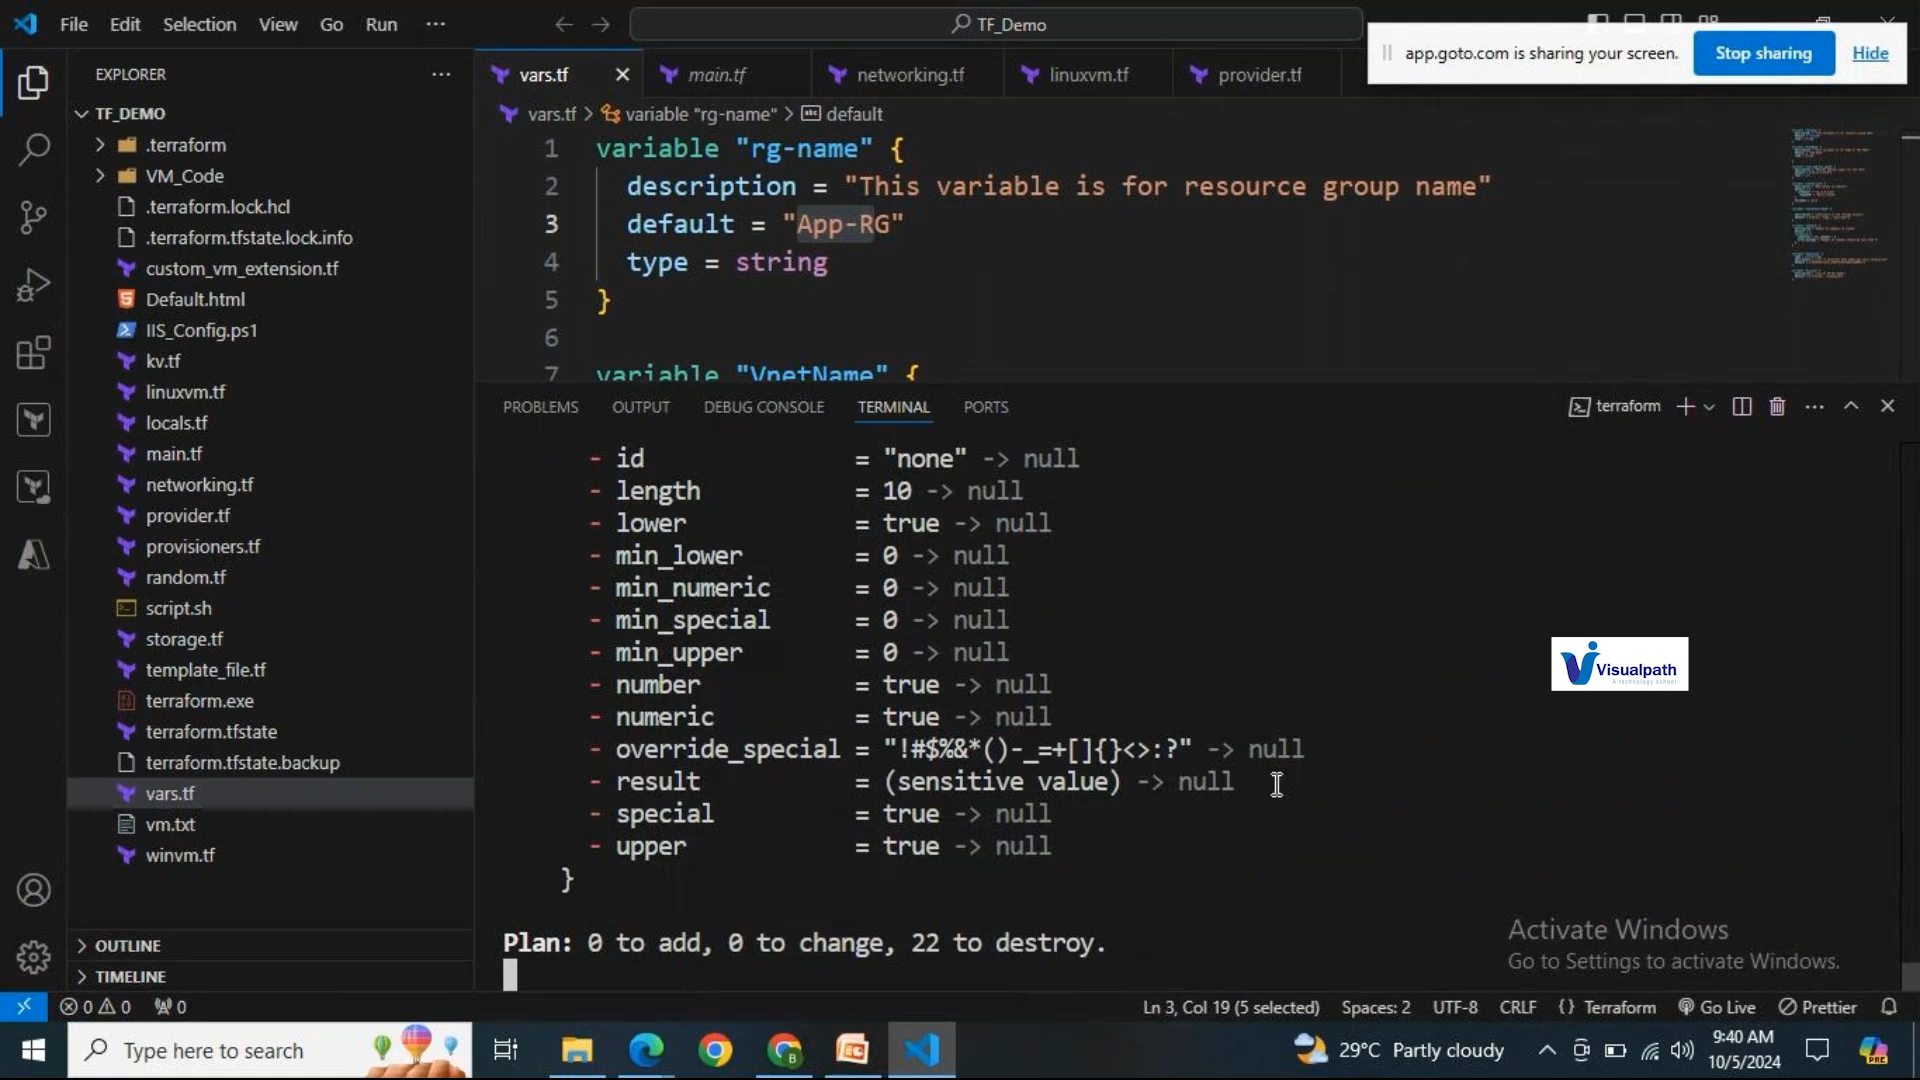 File Edit Selection View Go Run ···
TF_Demo
app.goto.com is sharing your screen.
Stop sharing
Hide
EXPLORER
TF_DEMO
.terraform
VM_Code
.terraform.lock.hcl
.terraform.tfstate.lock.info
custom_vm_extension.tf
Default.html
IIS_Config.ps1
kv.tf
linuxvm.tf
locals.tf
main.tf
networking.tf
provider.tf
provisioners.tf
random.tf
script.sh
storage.tf
template_file.tf
terraform.exe
terraform.tfstate
terraform.tfstate.backup
vars.tf
vm.txt
winvm.tf
OUTLINE
TIMELINE
vars.tf main.tf networking.tf linuxvm.tf provider.tf
vars.tf > variable "rg-name" > default
1 variable "rg-name" {
2 description = "This variable is for resource group name"
3 default = "App-RG"
4 type = string
5 }
6
7 variable "VnetName" {
PROBLEMS OUTPUT DEBUG CONSOLE TERMINAL PORTS
terraform
- id = "none" -> null
- length = 10 -> null
- lower = true -> null
- min_lower = 0 -> null
- min_numeric = 0 -> null
- min_special = 0 -> null
- min_upper = 0 -> null
- number = true -> null
- numeric = true -> null
- override_special = "!#$%&*()-_=+[]{}<>:?" -> null
- result = (sensitive value) -> null
- special = true -> null
- upper = true -> null
}
Plan: 0 to add, 0 to change, 22 to destroy.
Visualpath
A technology school
Activate Windows
Go to Settings to activate Windows.
0 0 0
Ln 3, Col 19 (5 selected) Spaces: 2 UTF-8 CRLF {} Terraform Go Live Prettier
Type here to search
29°C Partly cloudy
9:40 AM
10/5/2024